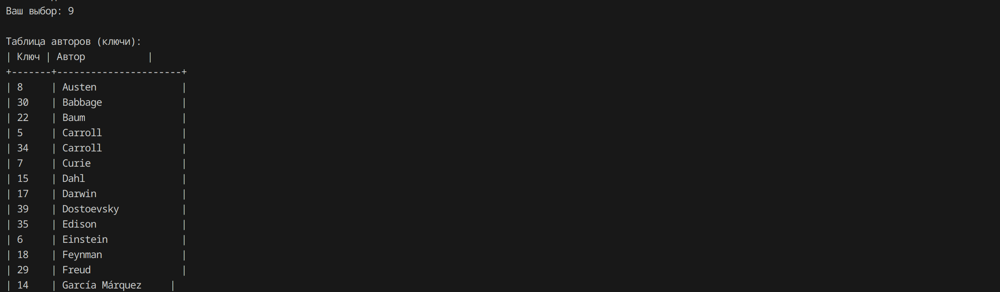 Ваш выбор: 9
Таблица авторов (ключи):
| Ключ | Автор           |
+-------+----------------------+
| 8     | Austen               |
| 30    | Babbage              |
| 22    | Baum                 |
| 5     | Carroll              |
| 34    | Carroll              |
| 7     | Curie                |
| 15    | Dahl                 |
| 17    | Darwin               |
| 39    | Dostoevsky           |
| 35    | Edison               |
| 6     | Einstein             |
| 18    | Feynman              |
| 29    | Freud                |
| 14    | García Márquez     |